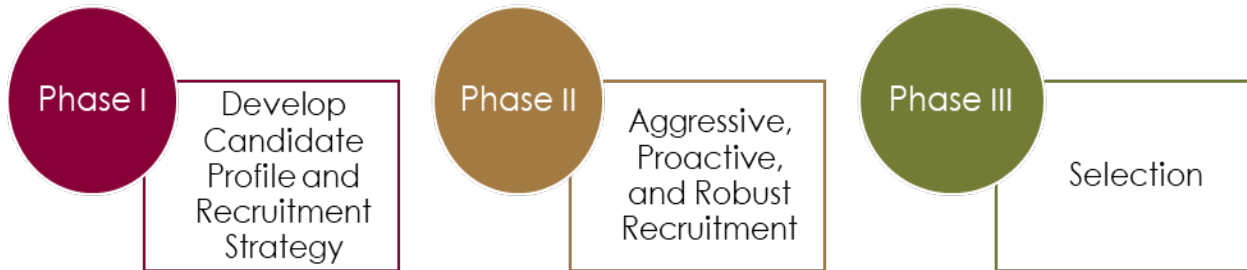 Phase I
Develop
Candidate
Profile and
Recruitment
Strategy
Phase II
Aggressive,
Proactive,
and Robust
Recruitment
Phase III
Selection